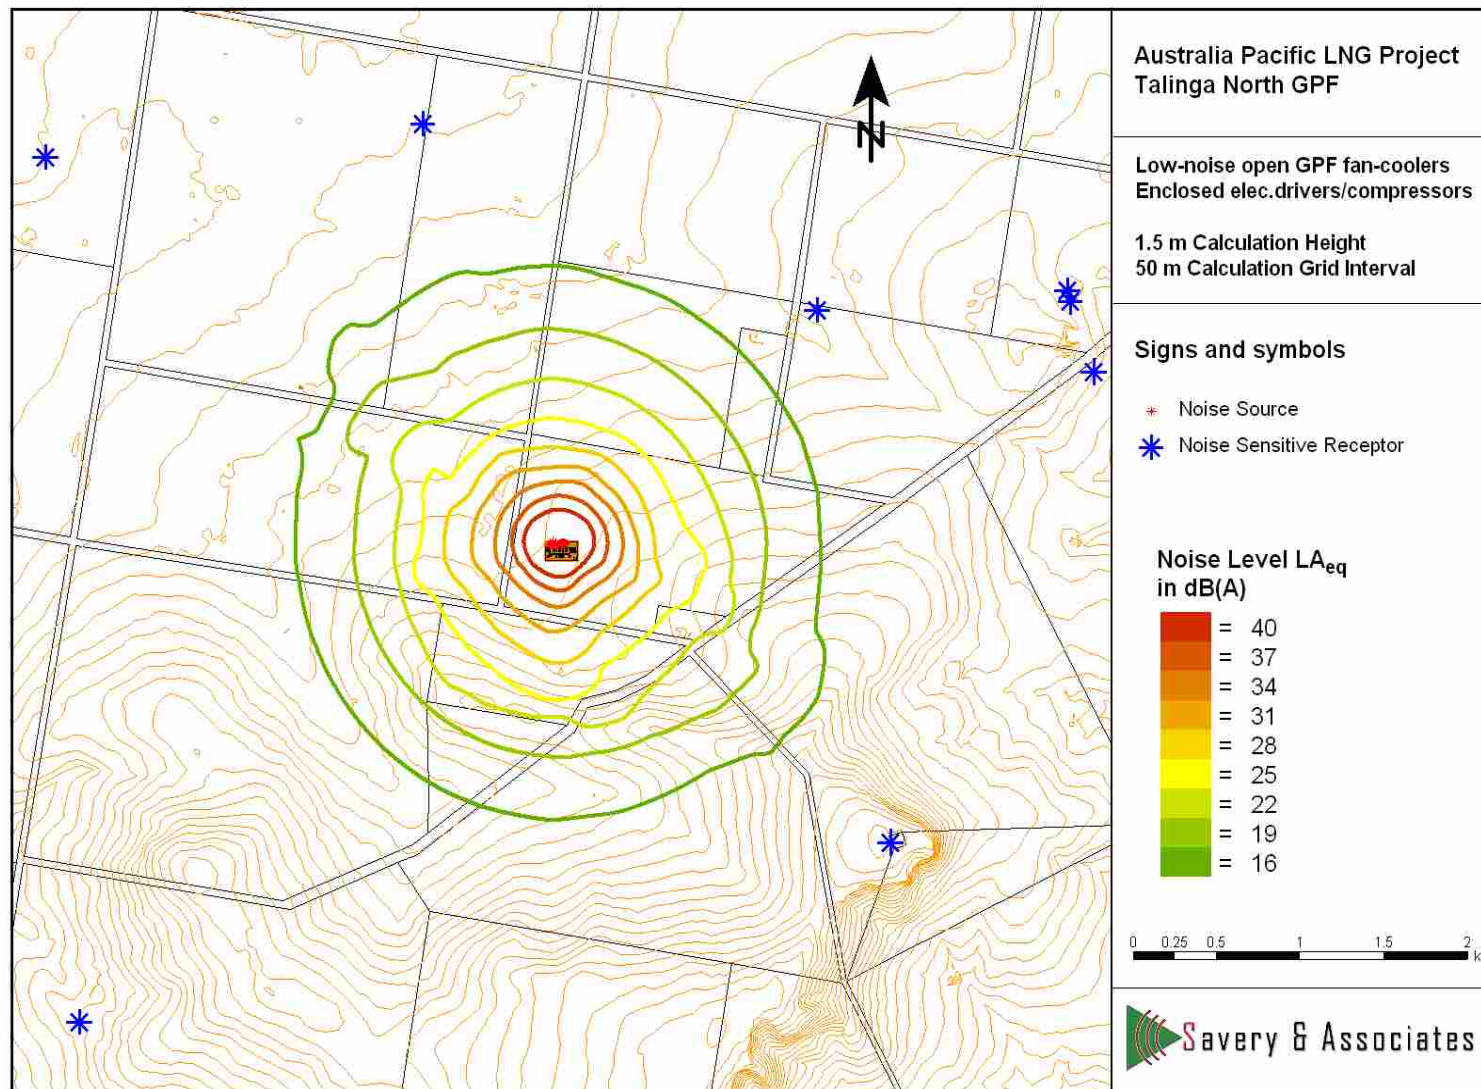 N
Australia Pacific LNG Project
Talinga North GPF
Low-noise open GPF fan-coolers
Enclosed elec.drivers/compressors
1.5 m Calculation Height
50 m Calculation Grid Interval
Signs and symbols
Noise Source
Noise Sensitive Receptor
Noise Level LAeq
in dB(A)
= 40
= 37
= 34
= 31
= 28
= 25
= 22
= 19
= 16
0 0.25 0.5 1 1.5 2
k
Savery & Associates